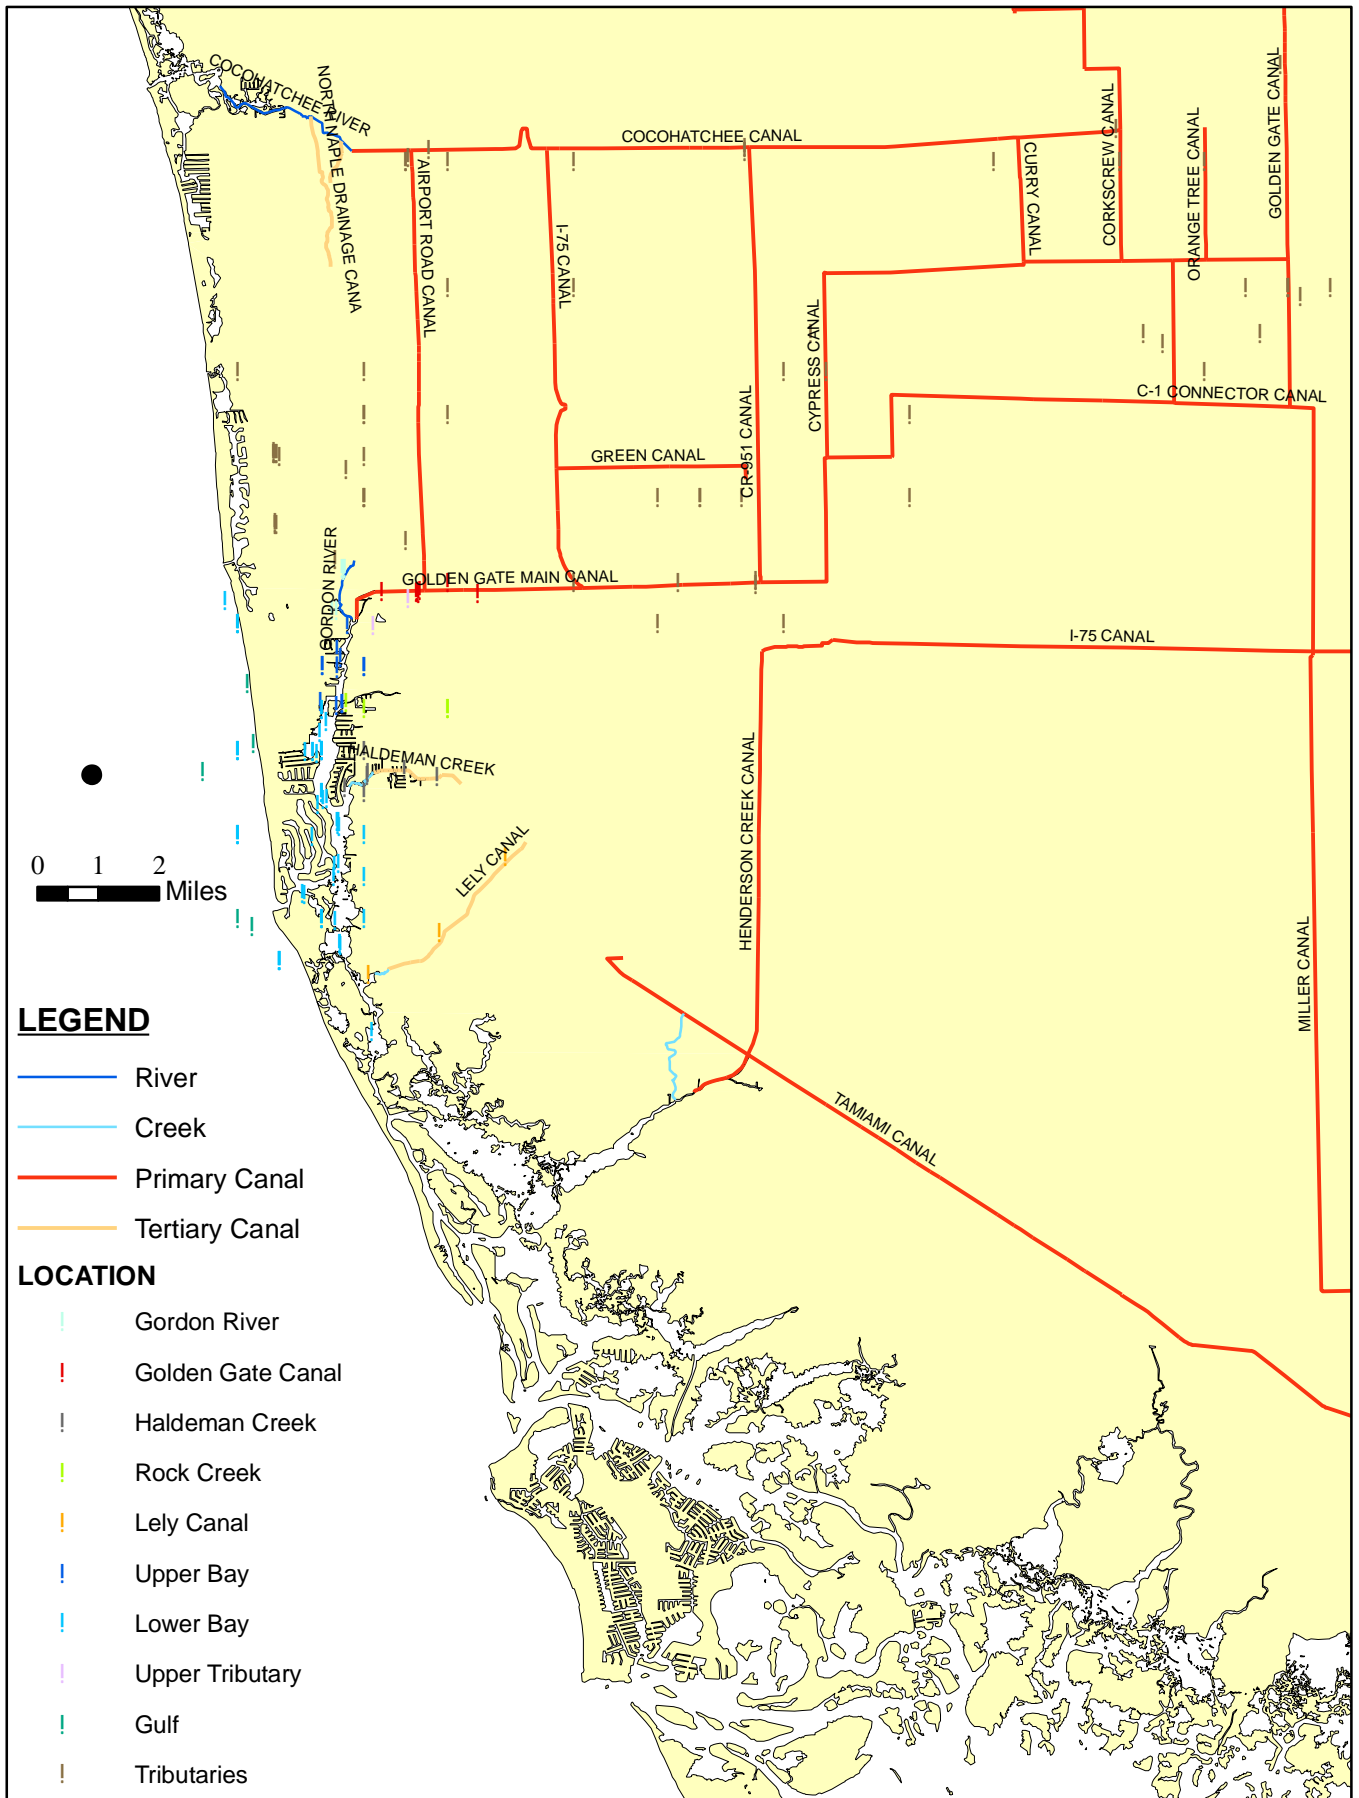 COCOHATCHEE RIVER
NORTH NAPLE DRAINAGE CANA
COCOHATCHEE CANAL
AIRPORT ROAD CANAL
I-75 CANAL
CURRY CANAL
CORKSCREW CANAL
ORANGE TREE CANAL
GOLDEN GATE CANAL
CYPRESS CANAL
C-1 CONNECTOR CANAL
GREEN CANAL
CR-951 CANAL
GORDON RIVER
GOLDEN GATE MAIN CANAL
I-75 CANAL
HALDEMAN CREEK
HENDERSON CREEK CANAL
LELY CANAL
MILLER CANAL
TAMIAMI CANAL
0 1 2
Miles
LEGEND
River
Creek
Primary Canal
Tertiary Canal
LOCATION
! Gordon River
! Golden Gate Canal
! Haldeman Creek
! Rock Creek
! Lely Canal
! Upper Bay
! Lower Bay
! Upper Tributary
! Gulf
! Tributaries